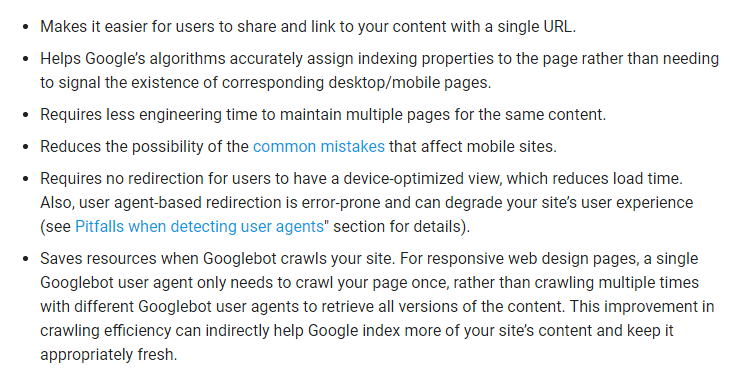 • Makes it easier for users to share and link to your content with a single URL.
• Helps Google’s algorithms accurately assign indexing properties to the page rather than needing
to signal the existence of corresponding desktop/mobile pages.
• Requires less engineering time to maintain multiple pages for the same content.
• Reduces the possibility of the common mistakes that affect mobile sites.
• Requires no redirection for users to have a device-optimized view, which reduces load time.
Also, user agent-based redirection is error-prone and can degrade your site’s user experience
(see Pitfalls when detecting user agents" section for details).
• Saves resources when Googlebot crawls your site. For responsive web design pages, a single
Googlebot user agent only needs to crawl your page once, rather than crawling multiple times
with different Googlebot user agents to retrieve all versions of the content. This improvement in
crawling efficiency can indirectly help Google index more of your site’s content and keep it
appropriately fresh.